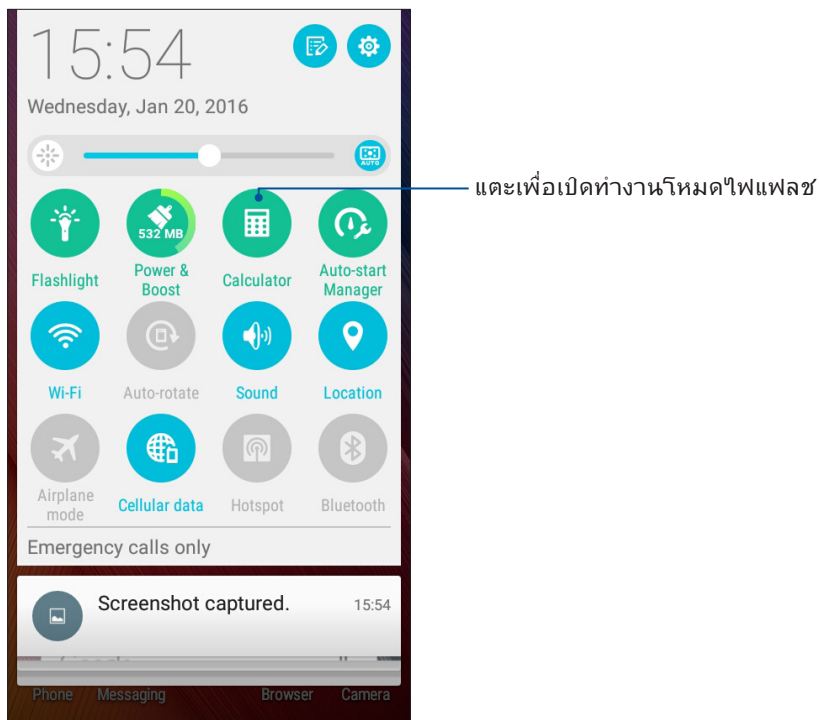 15:54
Wednesday, Jan 20, 2016
AUTO
แตะเพื่อเปิดทำงานโหมดไฟแฟลช
532 MB
Flashlight
Power & Boost
Calculator
Auto-start Manager
Wi-Fi
Auto-rotate
Sound
Location
Airplane mode
Cellular data
Hotspot
Bluetooth
Emergency calls only
Screenshot captured.
15:54
Phone
Messaging
Browser
Camera